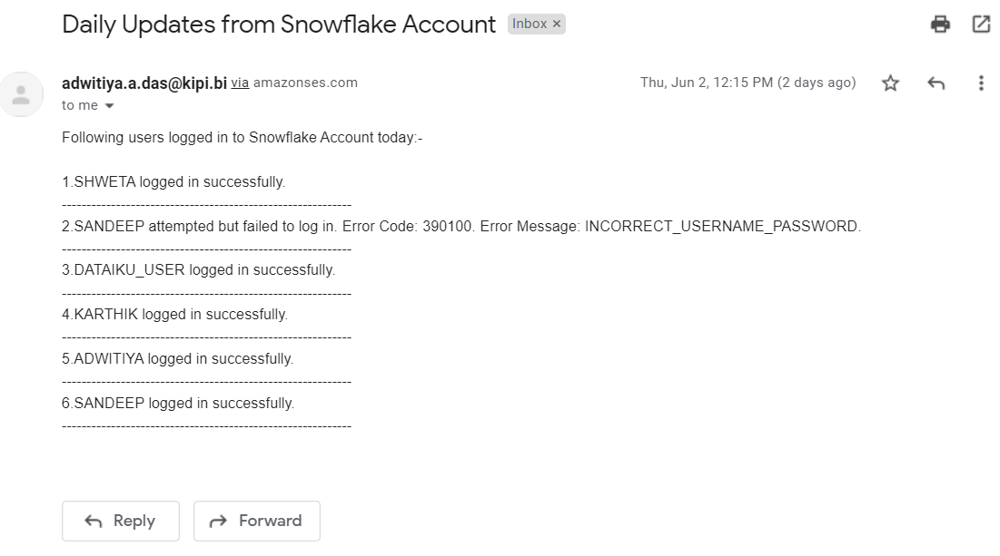 Daily Updates from Snowflake Account Inbox ×
adwitiya.a.das@kipi.bi via amazonses.com Thu, Jun 2, 12:15 PM (2 days ago)
to me
Following users logged in to Snowflake Account today:-
1.SHWETA logged in successfully.
----------------------------------------------------------
2.SANDEEP attempted but failed to log in. Error Code: 390100. Error Message: INCORRECT_USERNAME_PASSWORD.
----------------------------------------------------------
3.DATAIKU_USER logged in successfully.
----------------------------------------------------------
4.KARTHIK logged in successfully.
----------------------------------------------------------
5.ADWITIYA logged in successfully.
----------------------------------------------------------
6.SANDEEP logged in successfully.
----------------------------------------------------------
Reply Forward